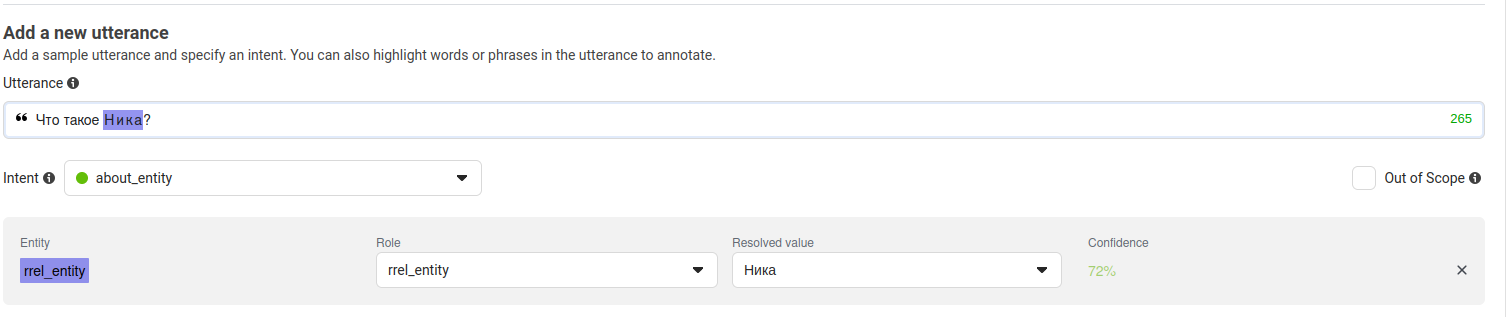 Add a new utterance
Add a sample utterance and specify an intent. You can also highlight words or phrases in the utterance to annotate.
Utterance
❝ Что такое Ника? 265
Intent about_entity Out of Scope
Entity Role Resolved value Confidence
rrel_entity rrel_entity Ника 72% ×